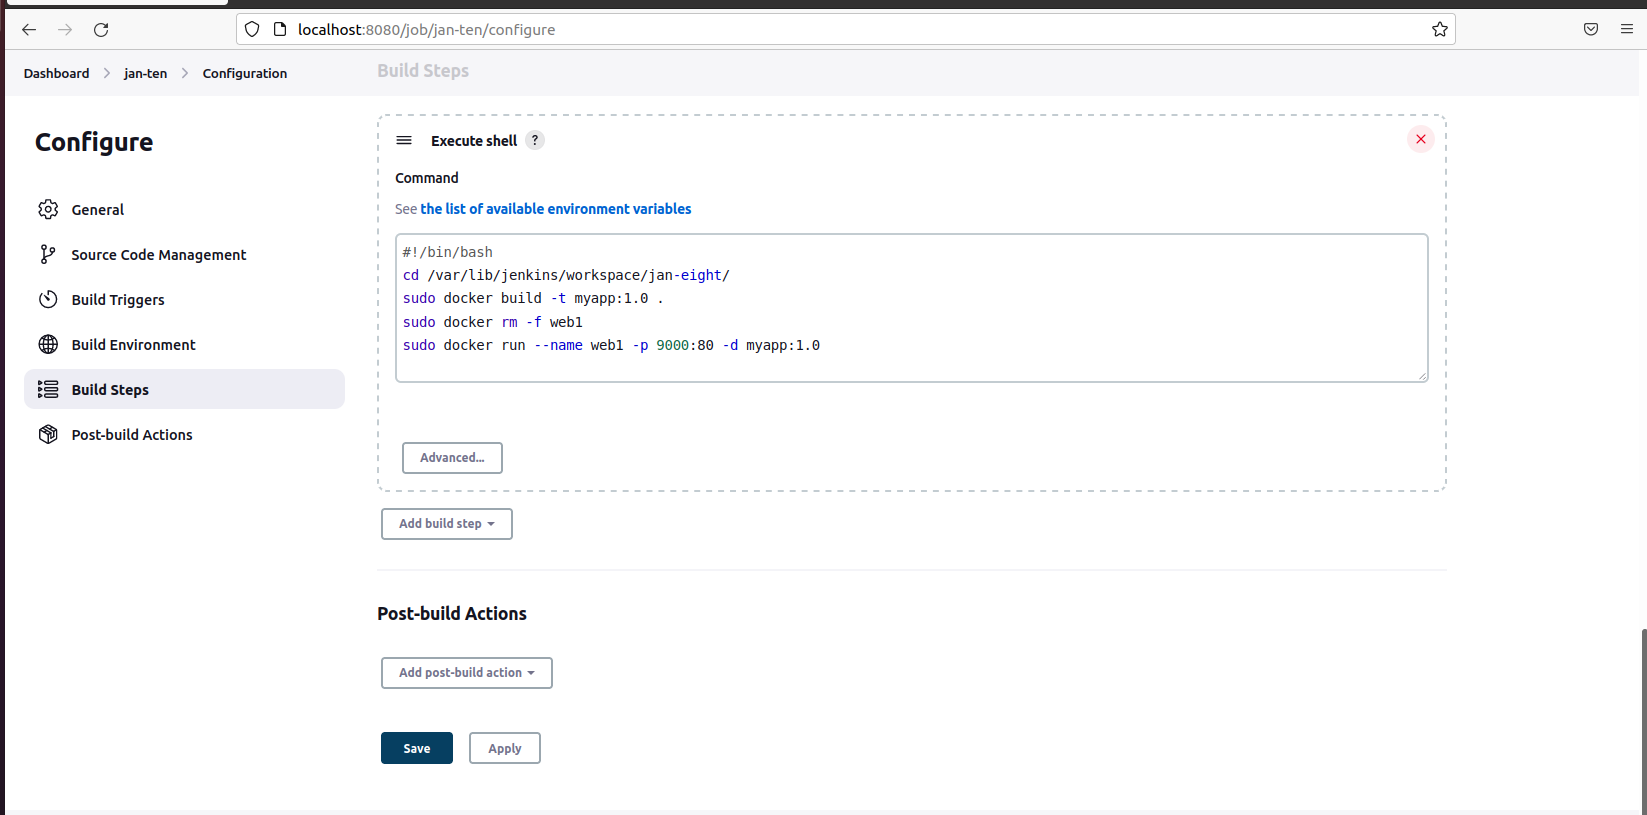 localhost:8080/job/jan-ten/configure
Dashboard > jan-ten > Configuration
Build Steps
Configure
General
Source Code Management
Build Triggers
Build Environment
Build Steps
Post-build Actions
Execute shell ?
Command
See the list of available environment variables
#!/bin/bash
cd /var/lib/jenkins/workspace/jan-eight/
sudo docker build -t myapp:1.0 .
sudo docker rm -f web1
sudo docker run --name web1 -p 9000:80 -d myapp:1.0
Advanced...
Add build step
Post-build Actions
Add post-build action
Save Apply